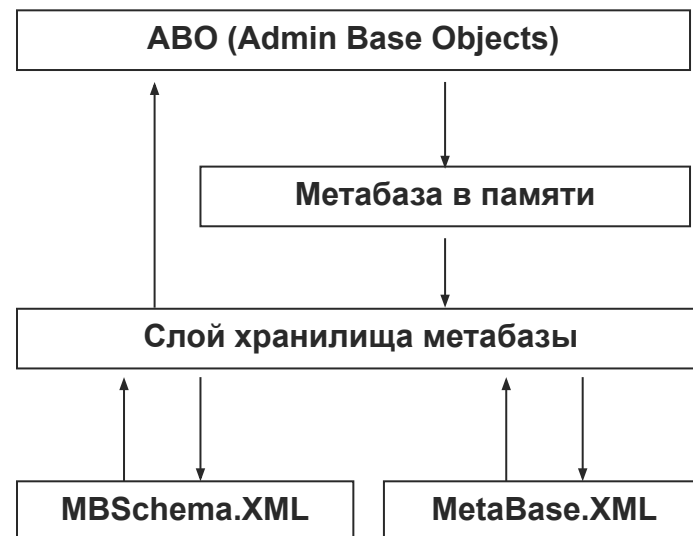 ABO (Admin Base Objects)
Метабаза в памяти
Слой хранилища метабазы
MBSchema.XML
MetaBase.XML